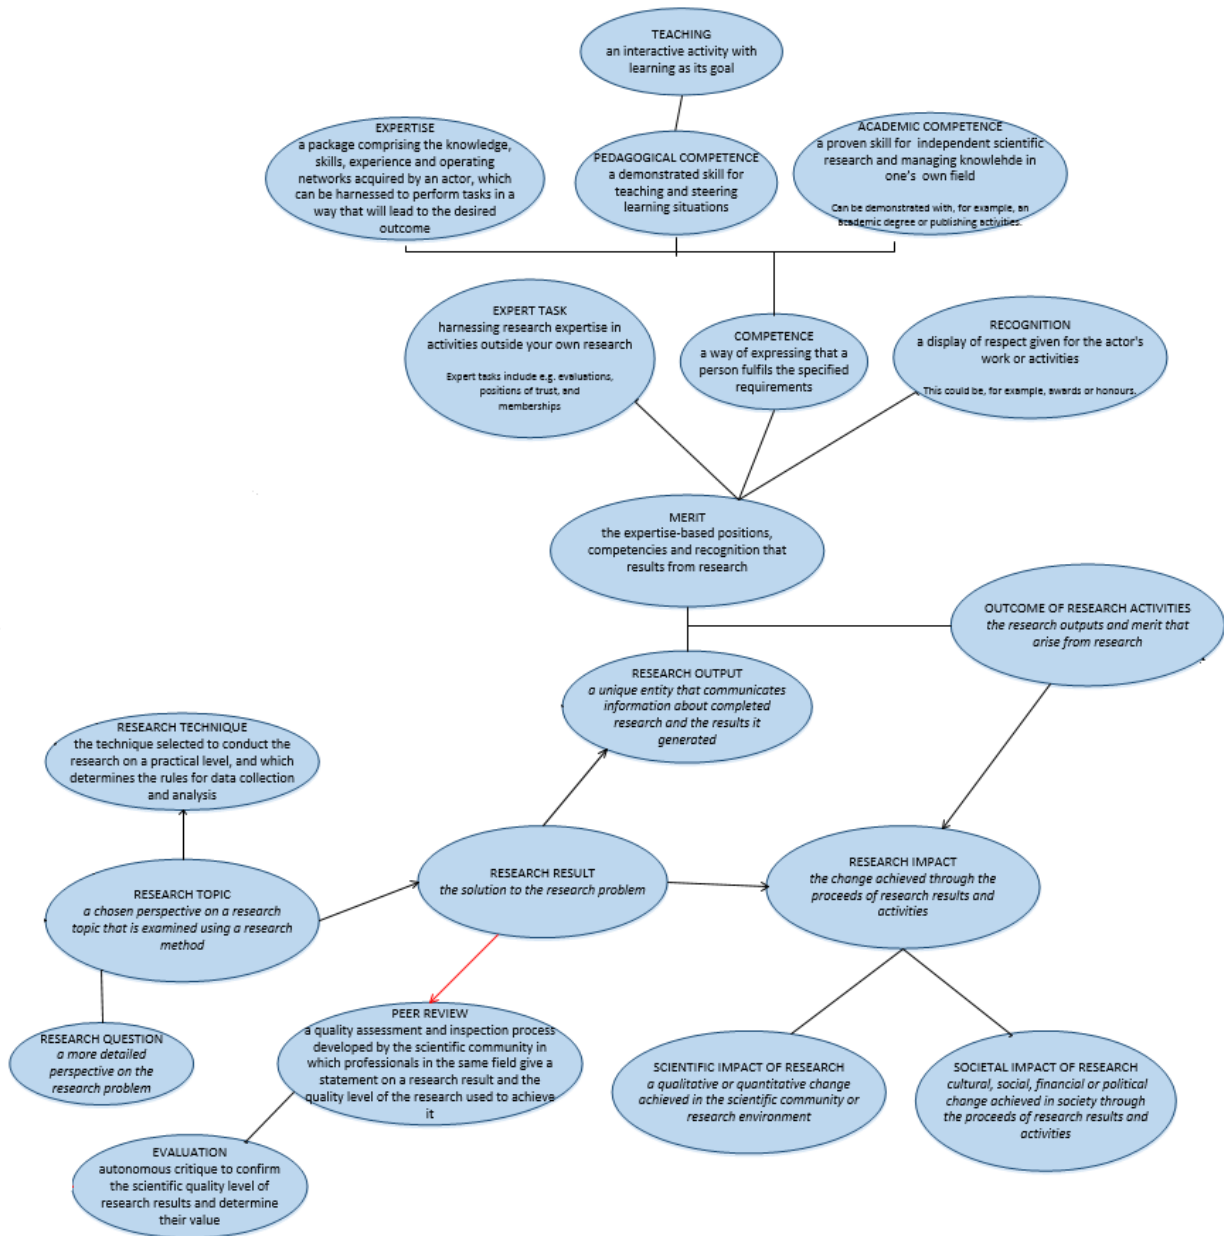 TEACHING
an interactive activity with
learning as its goal
EXPERTISE
a package comprising the knowledge,
skills, experience and operating
networks acquired by an actor, which
can be harnessed to perform tasks in a
way that will lead to the desired
outcome
PEDAGOGICAL COMPETENCE
a demonstrated skill for
teaching and steering
learning situations
ACADEMIC COMPETENCE
a proven skill for independent scientific
research and managing knowlehde in
one's own field
Can be demonstrated with, for example, an
academic degree or publishing activities.
EXPERT TASK
harnessing research expertise in
activities outside your own research
Expert tasks include e.g. evaluations,
positions of trust, and
memberships
COMPETENCE
a way of expressing that a
person fulfils the specified
requirements
RECOGNITION
a display of respect given for the actor's
work or activities
This could be, for example, awards or honours.
MERIT
the expertise-based positions,
competencies and recognition that
results from research
OUTCOME OF RESEARCH ACTIVITIES
the research outputs and merit that
arise from research
RESEARCH OUTPUT
a unique entity that communicates
information about completed
research and the results it
generated
RESEARCH TECHNIQUE
the technique selected to conduct the
research on a practical level, and which
determines the rules for data collection
and analysis
RESEARCH TOPIC
a chosen perspective on a research
topic that is examined using a research
method
RESEARCH RESULT
the solution to the research problem
RESEARCH IMPACT
the change achieved through the
proceeds of research results and
activities
RESEARCH QUESTION
a more detailed
perspective on the
research problem
PEER REVIEW
a quality assessment and inspection process
developed by the scientific community in
which professionals in the same field give a
statement on a research result and the
quality level of the research used to achieve
it
SCIENTIFIC IMPACT OF RESEARCH
a qualitative or quantitative change
achieved in the scientific community or
research environment
SOCIETAL IMPACT OF RESEARCH
cultural, social, financial or political
change achieved in society through
the proceeds of research results and
activities
EVALUATION
autonomous critique to confirm
the scientific quality level of
research results and determine
their value